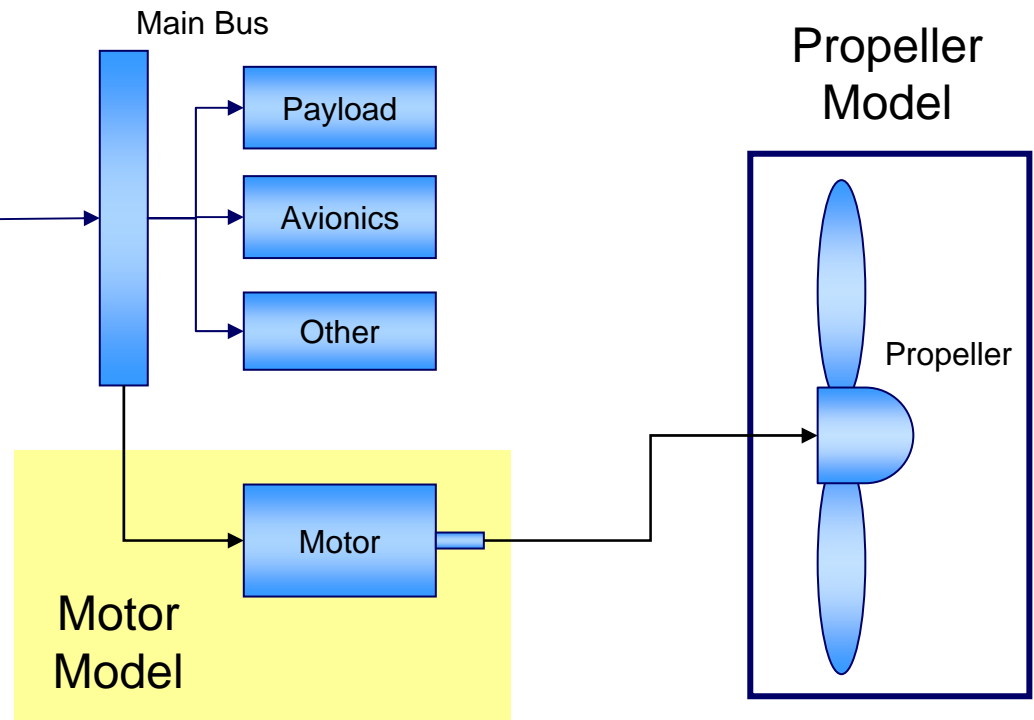 Main Bus
Propeller
Model
Payload
Avionics
Other
Propeller
Motor
Motor
Model